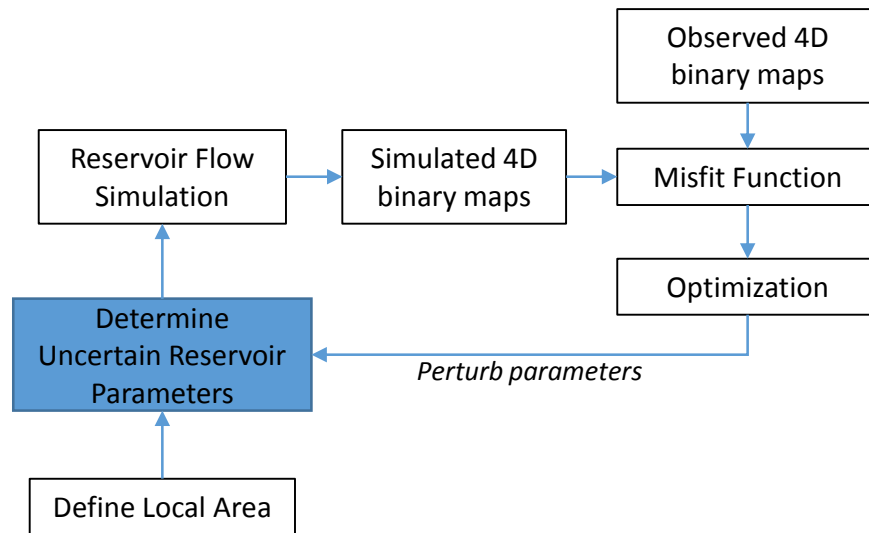 Observed 4D
binary maps
Reservoir Flow
Simulation
Simulated 4D
binary maps
Misfit Function
Optimization
Determine
Uncertain Reservoir
Parameters
Perturb parameters
Define Local Area